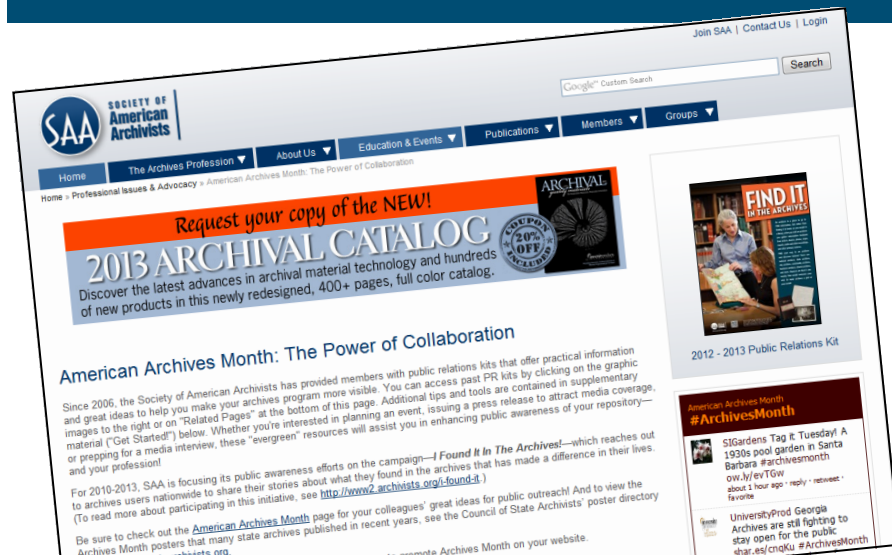 Join SAA | Contact Us | Login
Google™ Custom Search
Search
SAA
SOCIETY OF
American
Archivists
Home
The Archives Profession ▼
About Us ▼
Education & Events ▼
Publications ▼
Members ▼
Groups ▼
Home » Professional Issues & Advocacy » American Archives Month: The Power of Collaboration
Request your copy of the NEW!
2013 ARCHIVAL CATALOG
Discover the latest advances in archival material technology and hundreds
of new products in this newly redesigned, 400+ pages, full color catalog.
COUPON
20%
OFF
INCLUDED
ARCHIVAL
FIND IT
IN THE ARCHIVES
2012 - 2013 Public Relations Kit
American Archives Month: The Power of Collaboration
Since 2006, the Society of American Archivists has provided members with public relations kits that offer practical information
and great ideas to help you make your archives program more visible. You can access past PR kits by clicking on the graphic
images to the right or on "Related Pages" at the bottom of this page. Additional tips and tools are contained in supplementary
material ("Get Started!") below. Whether you're interested in planning an event, issuing a press release to attract media coverage,
or prepping for a media interview, these "evergreen" resources will assist you in enhancing public awareness of your repository—
and your profession!
For 2010-2013, SAA is focusing its public awareness efforts on the campaign—I Found It In The Archives!—which reaches out
to archives users nationwide to share their stories about what they found in the archives that has made a difference in their lives.
(To read more about participating in this initiative, see http://www2.archivists.org/i-found-it.)
Be sure to check out the American Archives Month page for your colleagues' great ideas for public outreach! And to view the
Archives Month posters that many state archives published in recent years, see the Council of State Archivists' poster directory
archivists.org.
promote Archives Month on your website.
American Archives Month
#ArchivesMonth
SIGardens Tag it Tuesday! A
1930s pool garden in Santa
Barbara #archivesmonth
ow.ly/evTGw
about 1 hour ago · reply · retweet ·
favorite
UniversityProd Georgia
Archives are still fighting to
stay open for the public
shar.es/cnqKu #ArchivesMonth